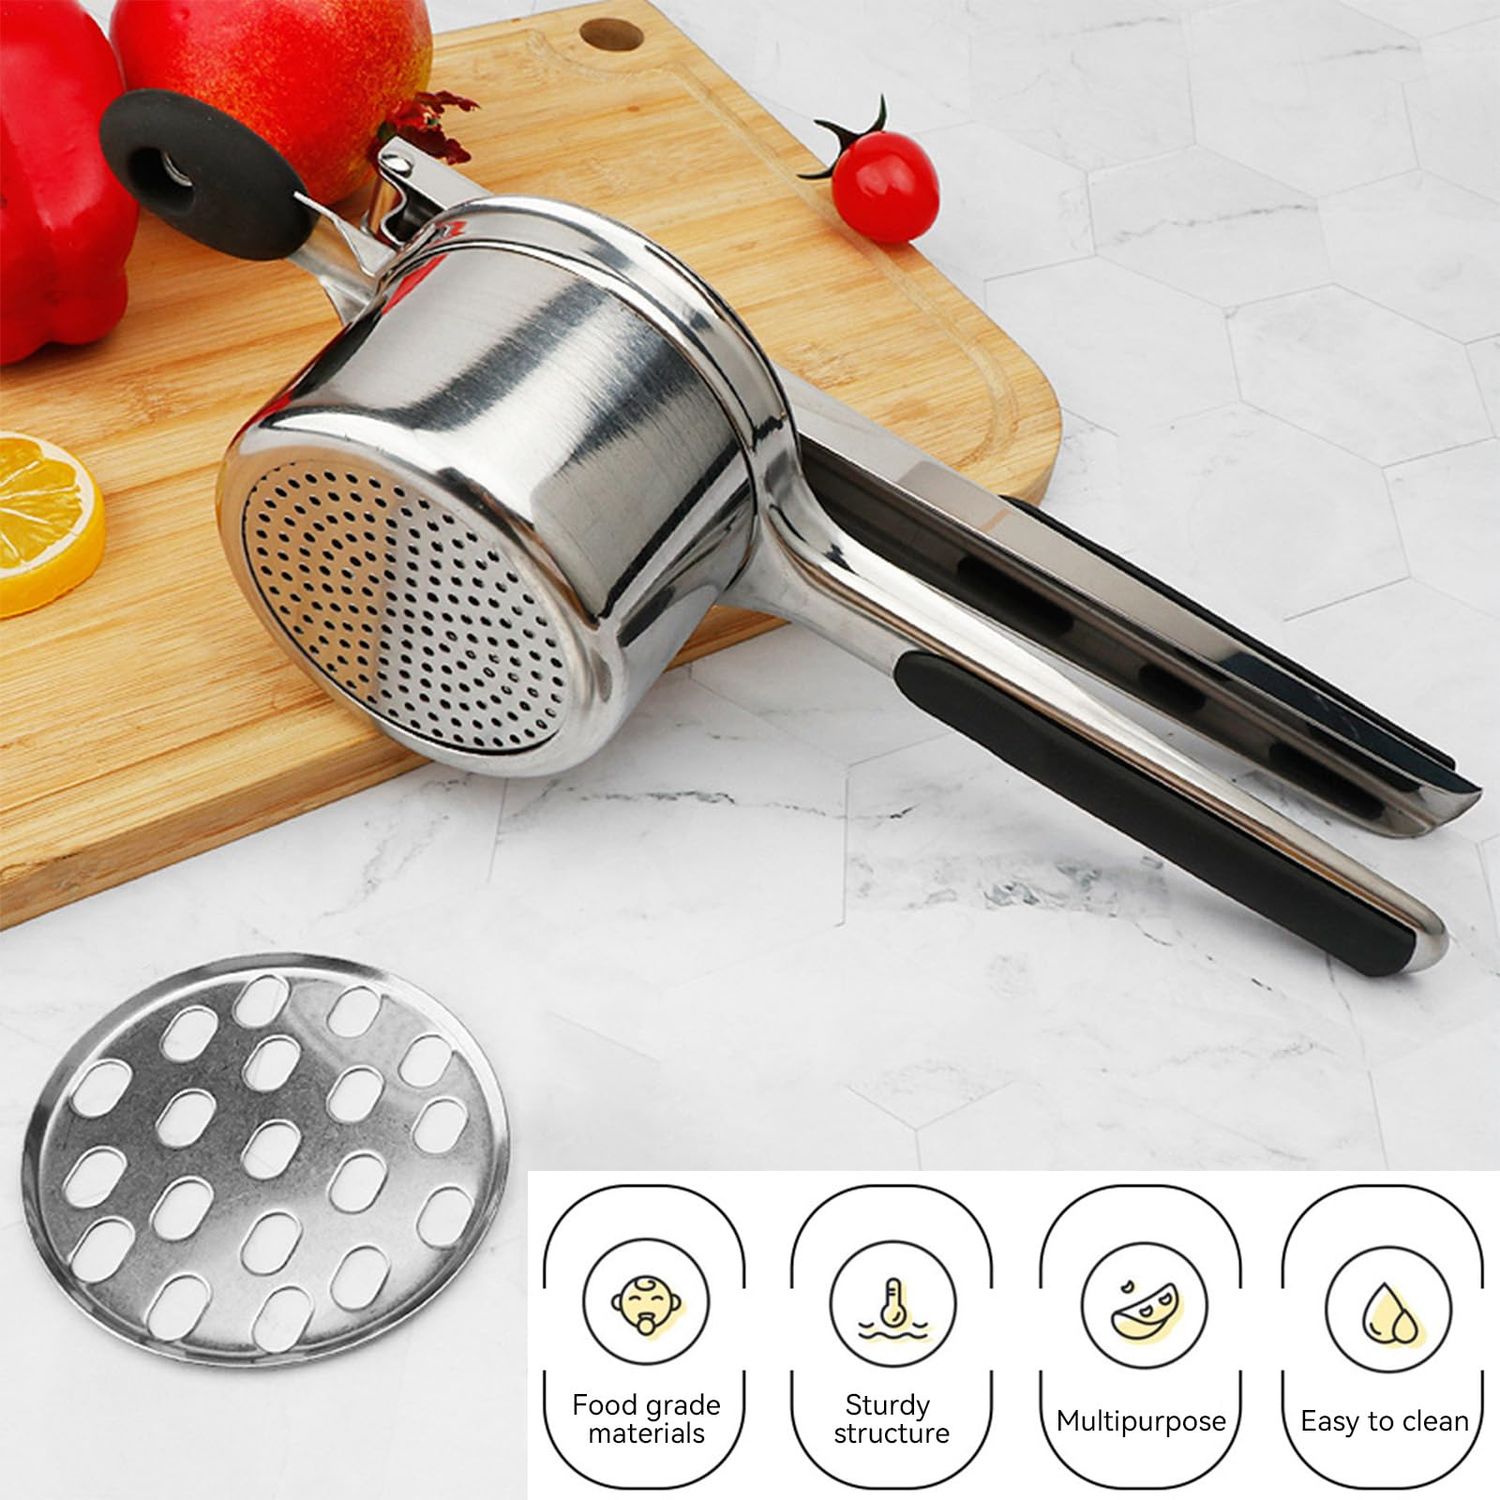 Food grade
materials
Sturdy
structure
Multipurpose
Easy to clean